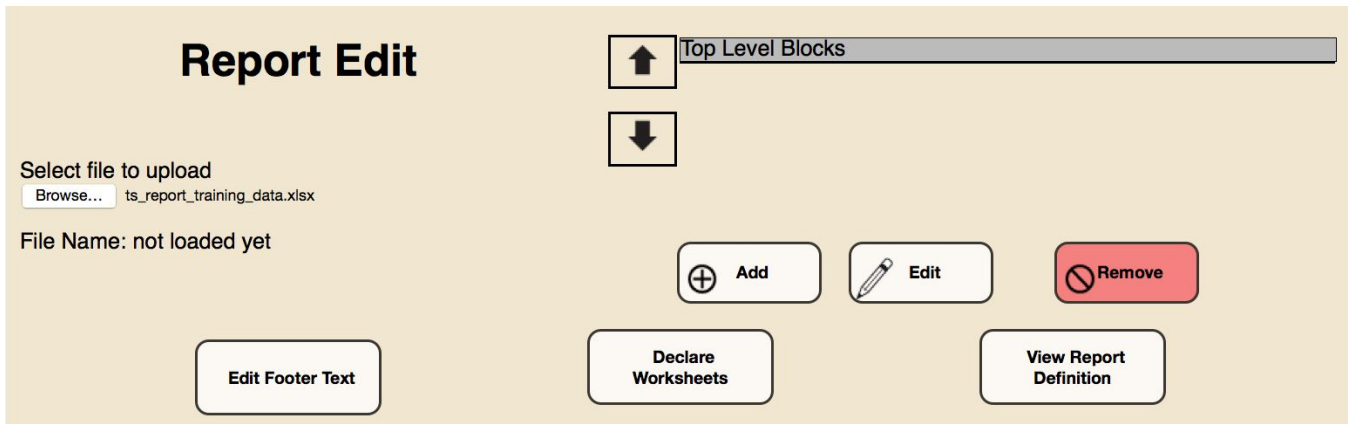 Report Edit
Top Level Blocks
Select file to upload
Browse... ts_report_training_data.xlsx
File Name: not loaded yet
Add
Edit
Remove
Edit Footer Text
Declare
Worksheets
View Report
Definition